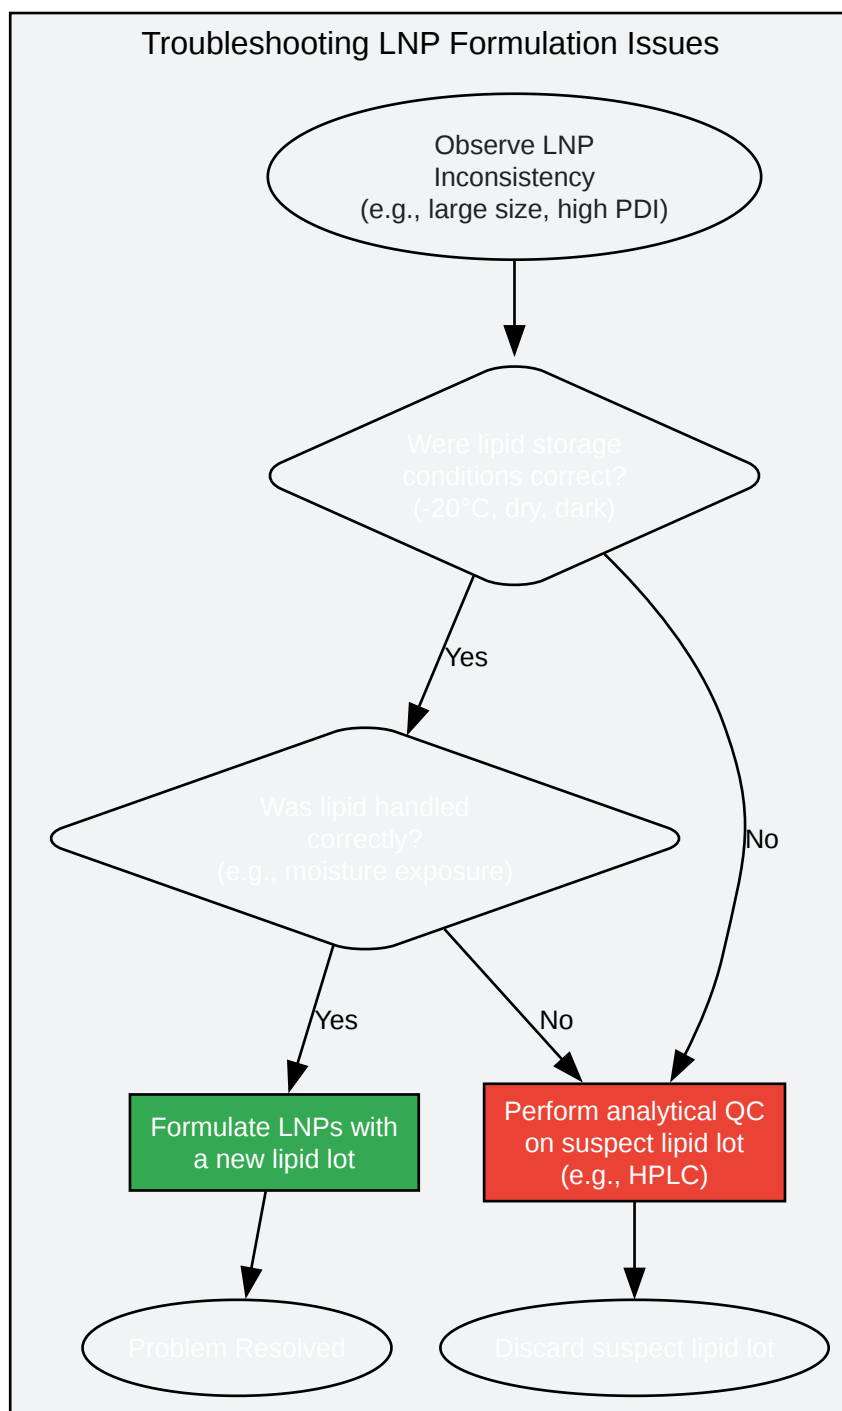 Troubleshooting LNP Formulation Issues
Observe LNP
Inconsistency
(e.g., large size, high PDI)
Were lipid storage
conditions correct?
(-20°C, dry, dark)
Yes
Was lipid handled
correctly?
(e.g., moisture exposure)
No
Yes
No
Formulate LNPs with
a new lipid lot
Perform analytical QC
on suspect lipid lot
(e.g., HPLC)
Problem Resolved
Discard suspect lipid lot